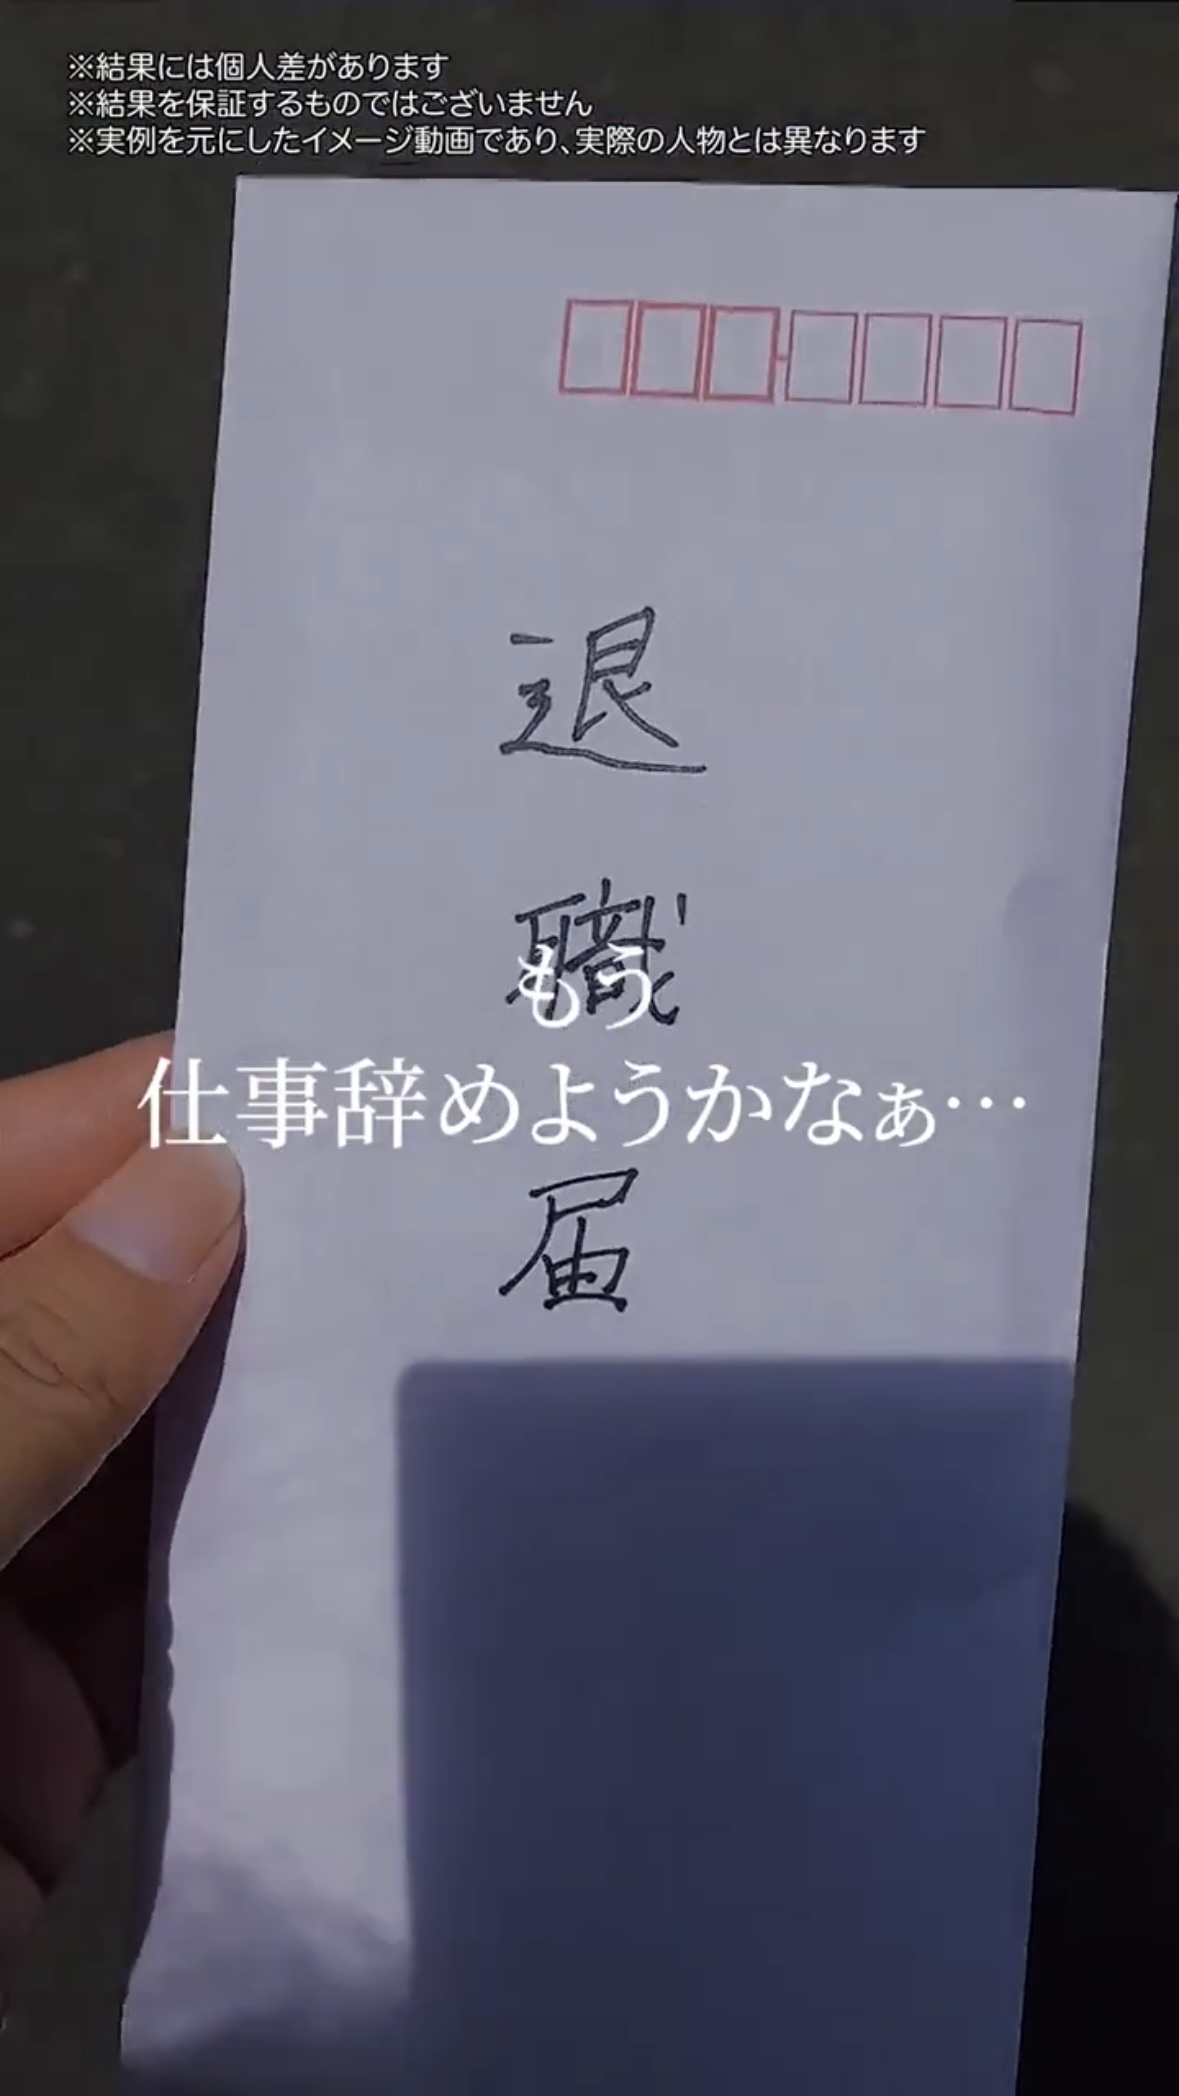 ※結果には個人差があります
※結果を保証するものではございません
※実例を元にしたイメージ動画であり、実際の人物とは異なります
退職届
もう
仕事辞めようかなぁ…